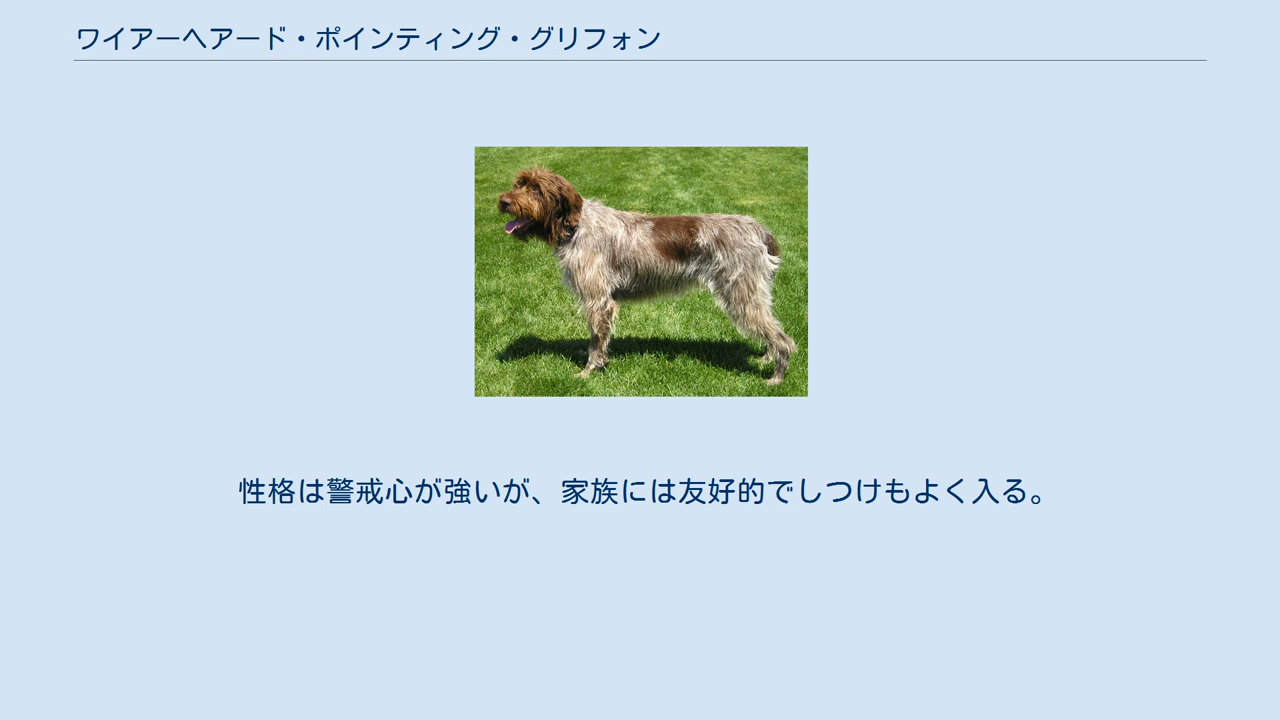 ワイアーヘアード・ポインティング・グリフォン
性格は警戒心が強いが、家族には友好的でしつけもよく入る。